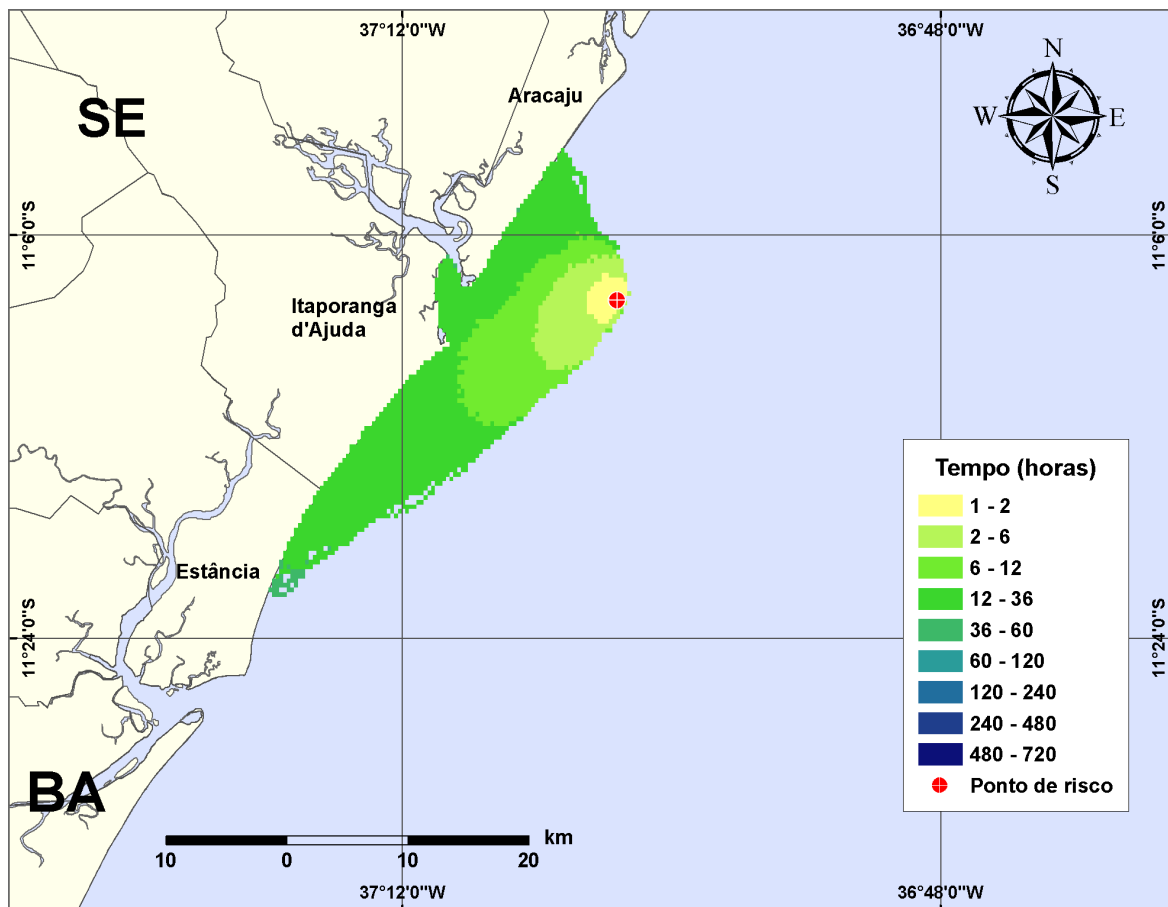 37°12'0"W
36°48'0"W
N
W
E
S
SE
Aracaju
11°6'0"S
11°6'0"S
Itaporanga
d'Ajuda
Estância
11°24'0"S
11°24'0"S
BA
Tempo (horas)
1 - 2
2 - 6
6 - 12
12 - 36
36 - 60
60 - 120
120 - 240
240 - 480
480 - 720
Ponto de risco
km
10
0
10
20
37°12'0"W
36°48'0"W